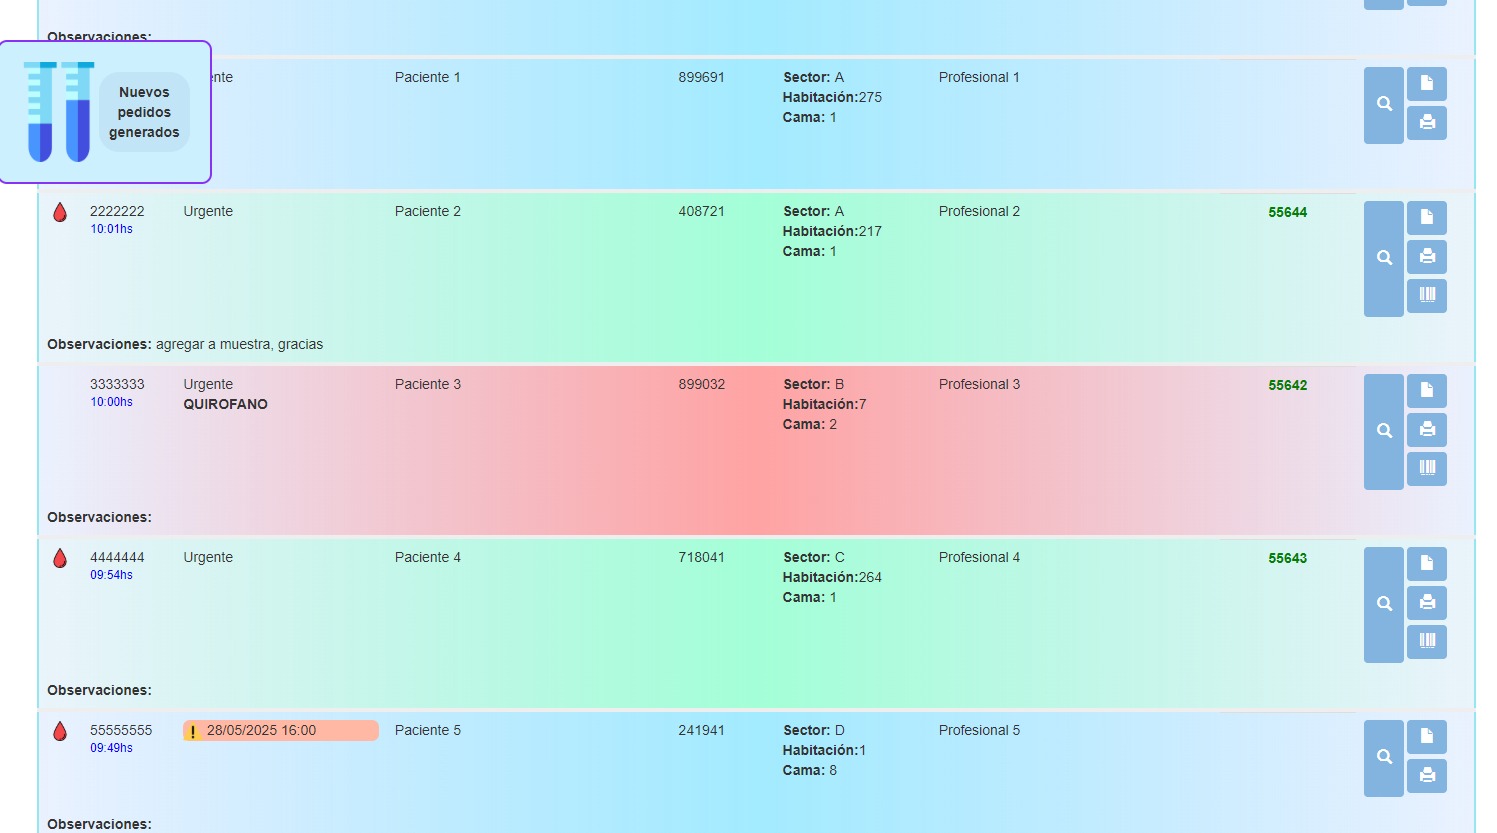 Observaciones:
Nuevos
pedidos
generados
ente
Paciente 1
899691
Sector: A
Habitación:275
Cama: 1
Profesional 1
2222222
10:01hs
Urgente
Paciente 2
408721
Sector: A
Habitación:217
Cama: 1
Profesional 2
55644
Observaciones: agregar a muestra, gracias
3333333
10:00hs
Urgente
QUIROFANO
Paciente 3
899032
Sector: B
Habitación:7
Cama: 2
Profesional 3
55642
Observaciones:
4444444
09:54hs
Urgente
Paciente 4
718041
Sector: C
Habitación:264
Cama: 1
Profesional 4
55643
Observaciones:
55555555
09:49hs
28/05/2025 16:00
Paciente 5
241941
Sector: D
Habitación:1
Cama: 8
Profesional 5
Observaciones: